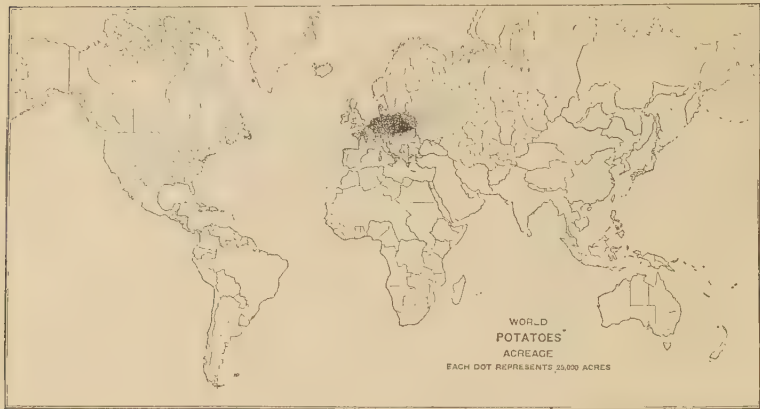 WORLD
POTATOES
ACREAGE
EACH DOT REPRESENTS 25,000 ACRES